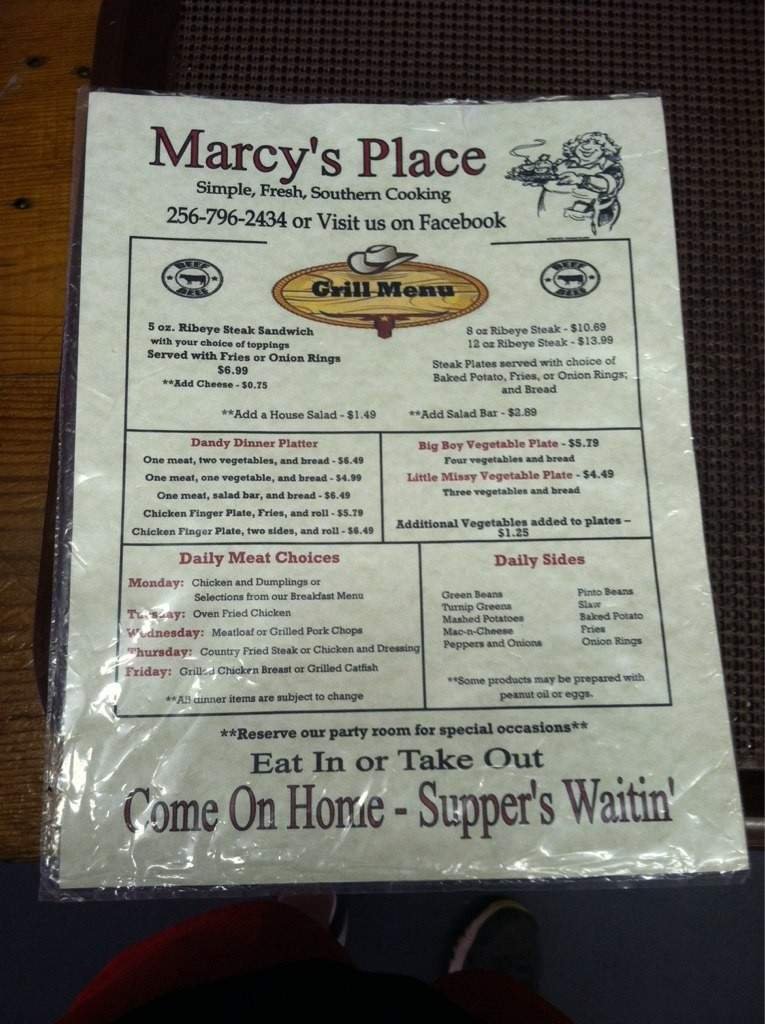 Marcy's Place
Simple, Fresh, Southern Cooking
256-796-2434 or Visit us on Facebook
BEEF
BEEF
Grill Menu
BEEF
BEEF
5 oz. Ribeye Steak Sandwich
with your choice of toppings
Served with Fries or Onion Rings
$6.99
**Add Cheese - $0.75
8 oz Ribeye Steak - $10.69
12 oz Ribeye Steak - $13.99
Steak Plates served with choice of
Baked Potato, Fries, or Onion Rings;
and Bread
**Add a House Salad - $1.49 **Add Salad Bar - $2.89
Dandy Dinner Platter
One meat, two vegetables, and bread - $6.49
One meat, one vegetable, and bread - $4.99
One meat, salad bar, and bread - $6.49
Chicken Finger Plate, Fries, and roll - $5.79
Chicken Finger Plate, two sides, and roll - $6.49
Big Boy Vegetable Plate - $5.79
Four vegetables and bread
Little Missy Vegetable Plate - $4.49
Three vegetables and bread
Additional Vegetables added to plates –
$1.25
Daily Meat Choices
Monday: Chicken and Dumplings or
Selections from our Breakfast Menu
Tuesday: Oven Fried Chicken
Wednesday: Meatloaf or Grilled Pork Chops
Thursday: Country Fried Steak or Chicken and Dressing
Friday: Grilled Chicken Breast or Grilled Catfish
**All dinner items are subject to change
Daily Sides
Green Beans
Turnip Greens
Mashed Potatoes
Mac-n-Cheese
Peppers and Onions
Pinto Beans
Slaw
Baked Potato
Fries
Onion Rings
**Some products may be prepared with
peanut oil or eggs.
**Reserve our party room for special occasions**
Eat In or Take Out
Come On Home - Supper's Waitin'